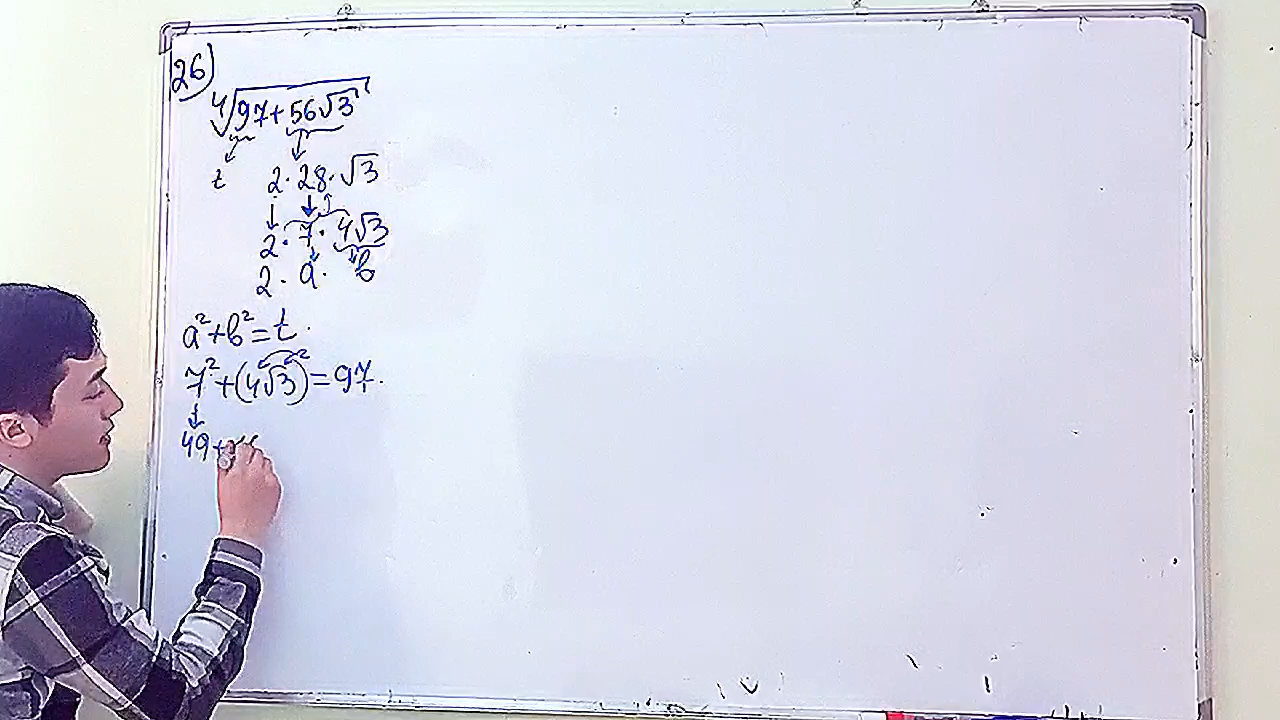 26)
⁴√97+56√3
t 2·28·√3
2·7·4√3
2·a·b
a²+b²=t.
7²+(4√3)²=97.
49+